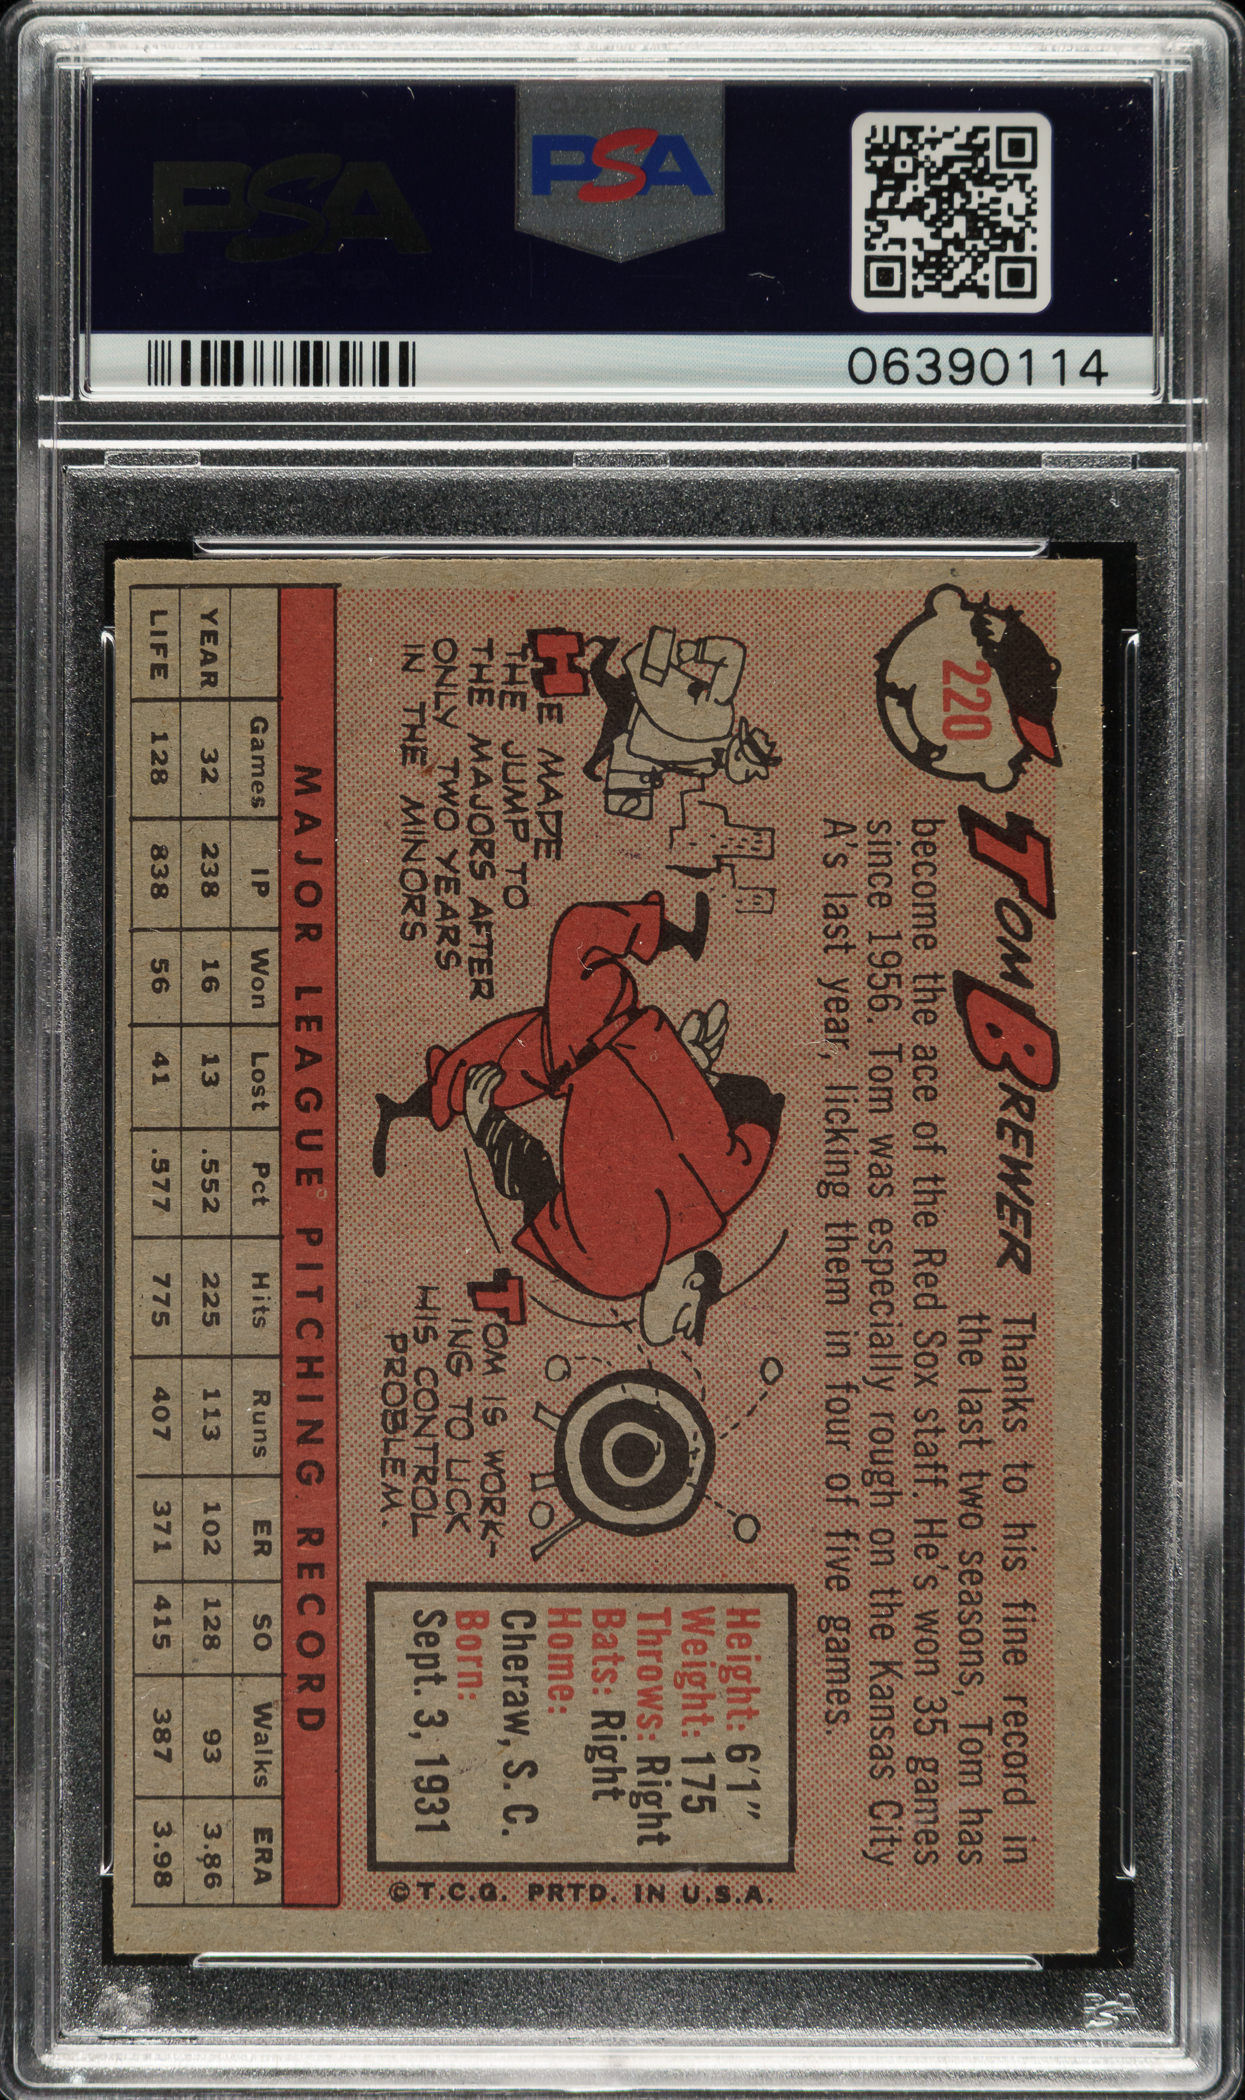 PSA
PSA
06390114
220
TOM BREWER
Thanks to his fine record in
the last two seasons, Tom has
become the ace of the Red Sox staff. He's won 35 games
since 1956. Tom was especially rough on the Kansas City
A's last year, licking them in four of five games.
HE MADE
THE JUMP TO
THE MAJORS AFTER
ONLY TWO YEARS
IN THE MINORS
TOM IS WORK-
ING TO LICK
HIS CONTROL
PROBLEM.
Height: 6'1"
Weight: 175
Throws: Right
Bats: Right
Home:
Cheraw, S. C.
Born:
Sept. 3, 1931
©T.C.G. PRTD. IN U.S.A.
MAJOR LEAGUE PITCHING RECORD
Games IP Won Lost Pct Hits Runs ER SO Walks ERA
YEAR 32 238 16 13 .552 225 113 102 128 93 3.86
LIFE 128 838 56 41 .577 775 407 371 415 387 3.98
PSA